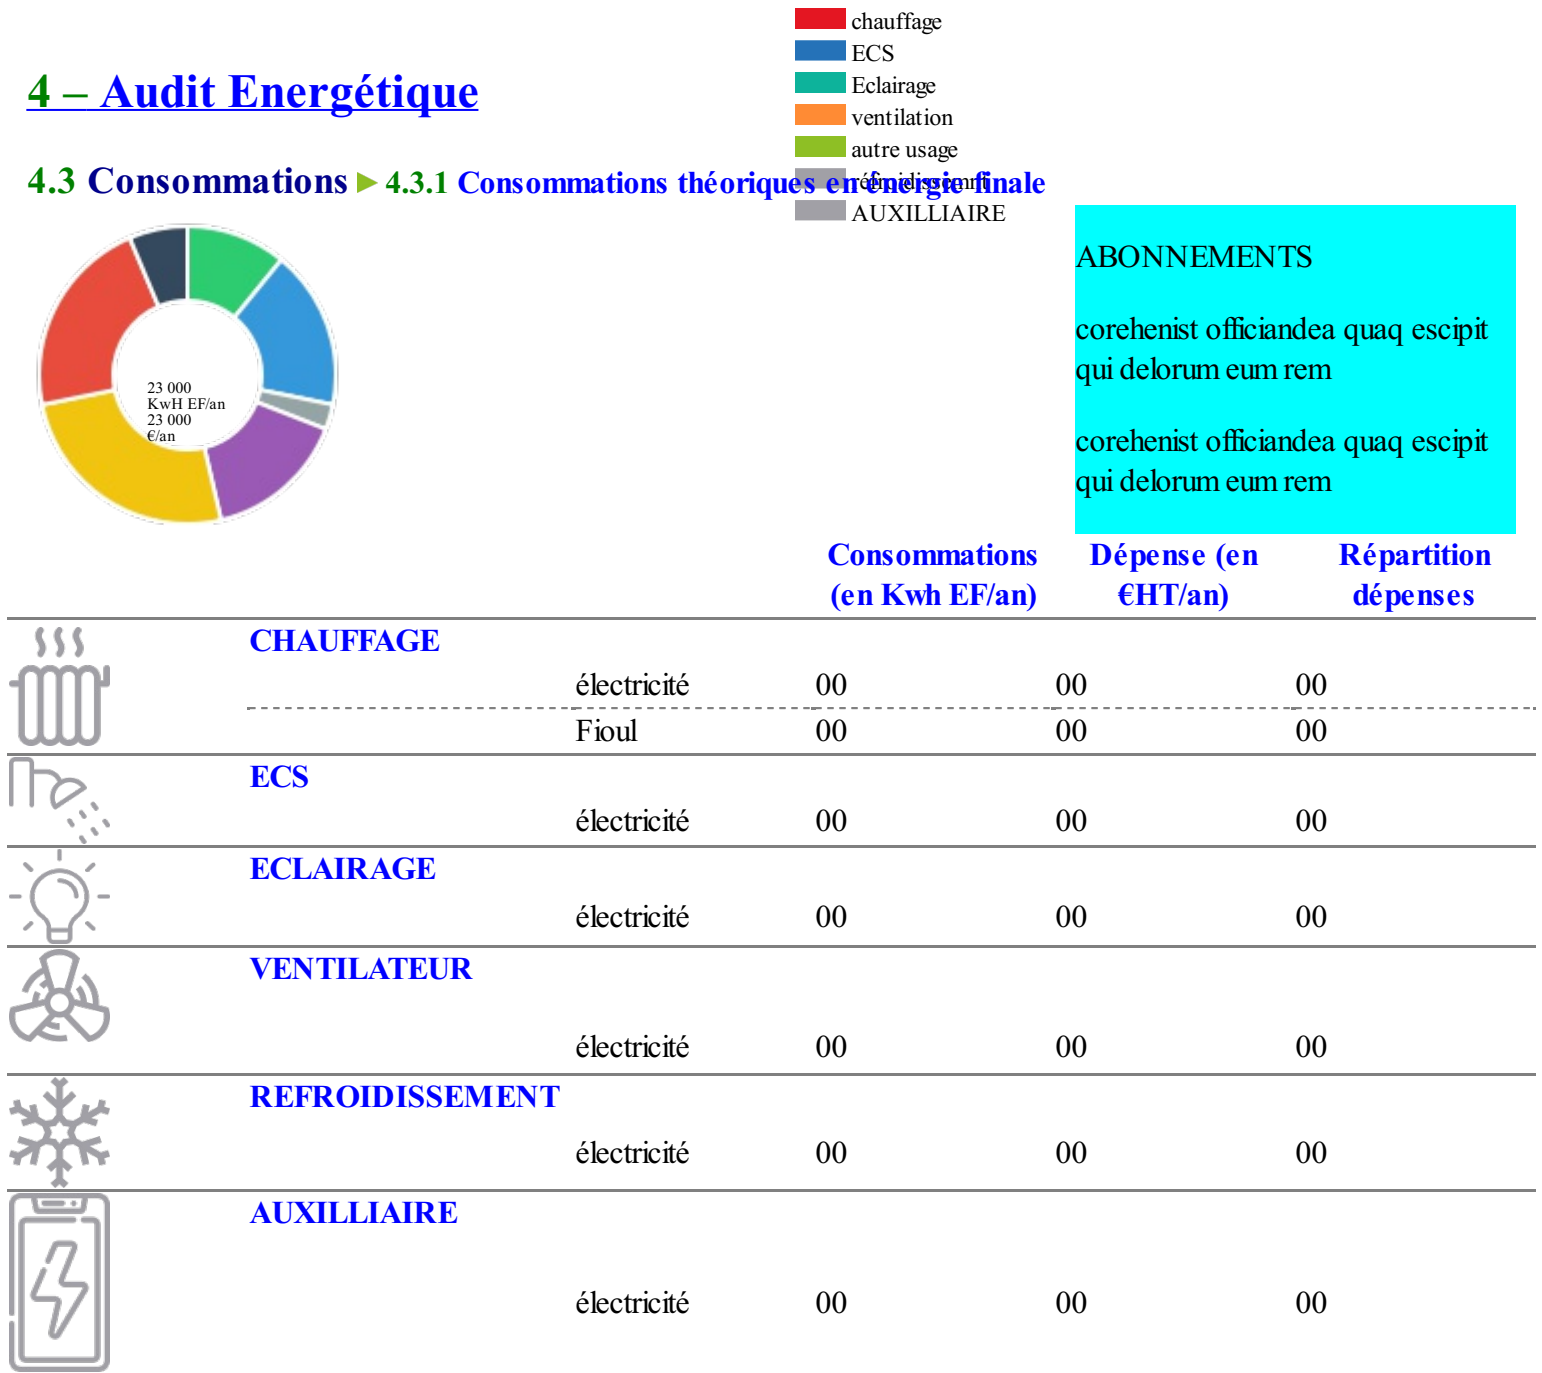 chauffage
ECS
Eclairage
ventilation
autre usage
AUXILLIAIRE
4 – Audit Energétique
4.3 Consommations ▶ 4.3.1 Consommations théoriques en énergie finale
23 000
KwH EF/an
23 000
€/an
ABONNEMENTS
corehenist officiandea quaq escipit
qui delorum eum rem
corehenist officiandea quaq escipit
qui delorum eum rem
Consommations Dépense (en Répartition
(en Kwh EF/an) €HT/an) dépenses
CHAUFFAGE
électricité 00 00 00
Fioul 00 00 00
ECS
électricité 00 00 00
ECLAIRAGE
électricité 00 00 00
VENTILATEUR
électricité 00 00 00
REFROIDISSEMENT
électricité 00 00 00
AUXILLIAIRE
électricité 00 00 00